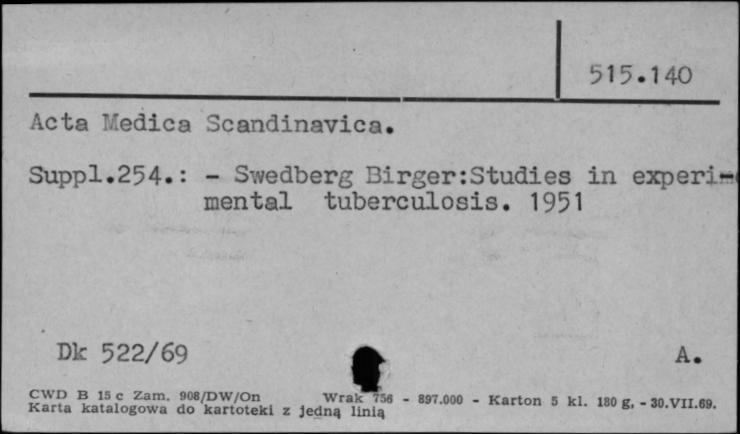 515.140
Acta Medica Scandinavica.
Suppl.254.: - Swedberg Birger:Studies in experi-
mental tuberculosis. 1951
Dk 522/69 A.
CWD B 15 c Zam. 908/DW/On Wrak 756 - 897.000 - Karton 5 kl. 180 g. - 30.VII.69.
Karta katalogowa do kartoteki z jedną linią